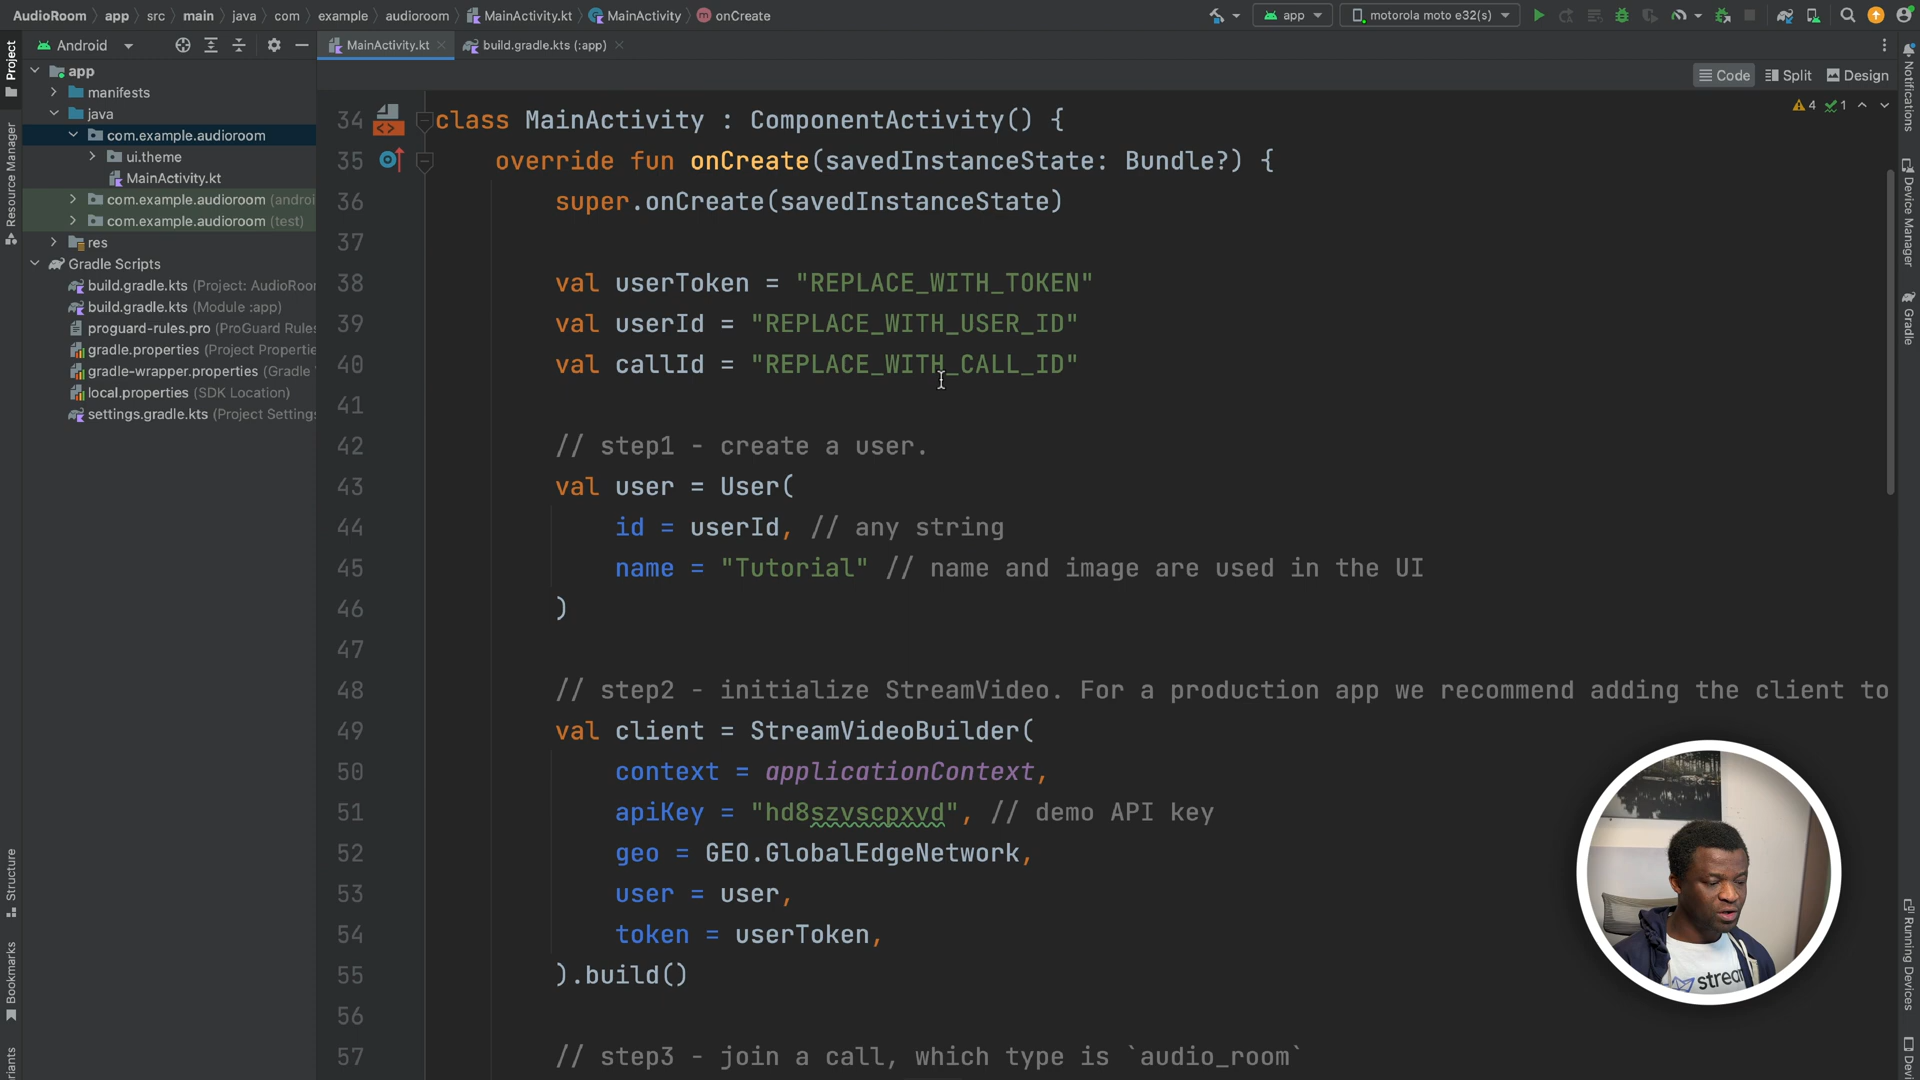 AudioRoom > app > src > main > java > com > example > audioroom > MainActivity.kt > MainActivity > onCreate
app
motorola moto e32(s)
Android
MainActivity.kt
build.gradle.kts (:app)
Code
Split
Design
4
1
Project
Resource Manager
Structure
Bookmarks
app
manifests
java
com.example.audioroom
ui.theme
MainActivity.kt
com.example.audioroom (androi
com.example.audioroom (test)
res
Gradle Scripts
build.gradle.kts (Project: AudioRoo
build.gradle.kts (Module :app)
proguard-rules.pro (ProGuard Rules
gradle.properties (Project Propertie
gradle-wrapper.properties (Gradle
local.properties (SDK Location)
settings.gradle.kts (Project Settings
34 class MainActivity : ComponentActivity() {
35 override fun onCreate(savedInstanceState: Bundle?) {
36 super.onCreate(savedInstanceState)
37
38 val userToken = "REPLACE_WITH_TOKEN"
39 val userId = "REPLACE_WITH_USER_ID"
40 val callId = "REPLACE_WITH_CALL_ID"
41
42 // step1 - create a user.
43 val user = User(
44 id = userId, // any string
45 name = "Tutorial" // name and image are used in the UI
46 )
47
48 // step2 - initialize StreamVideo. For a production app we recommend adding the client to
49 val client = StreamVideoBuilder(
50 context = applicationContext,
51 apiKey = "hd8szvscpxvd", // demo API key
52 geo = GEO.GlobalEdgeNetwork,
53 user = user,
54 token = userToken,
55 ).build()
56
57 // step3 - join a call, which type is `audio_room`
Notifications
Device Manager
Gradle
Running Devices
stream